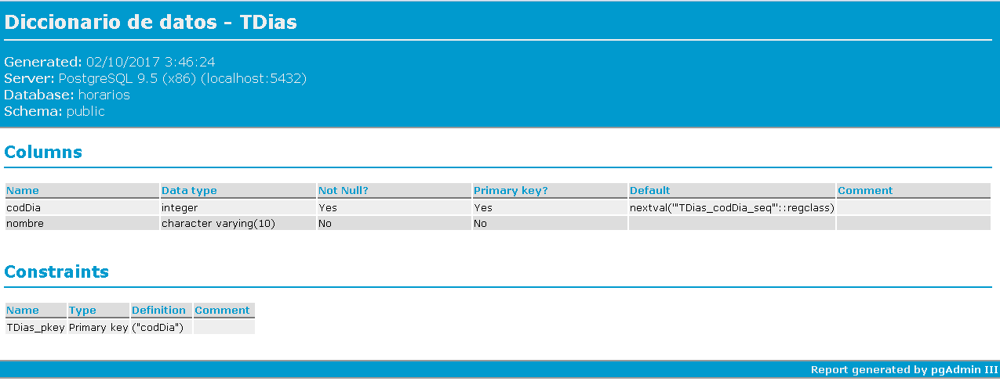 Diccionario de datos - TDias
Generated: 02/10/2017 3:46:24
Server: PostgreSQL 9.5 (x86) (localhost:5432)
Database: horarios
Schema: public
Columns
Name Data type Not Null? Primary key? Default Comment
codDia integer Yes Yes nextval('"TDias_codDia_seq"'::regclass)
nombre character varying(10) No No
Constraints
Name Type Definition Comment
TDias_pkey Primary key ("codDia")
Report generated by pgAdmin III